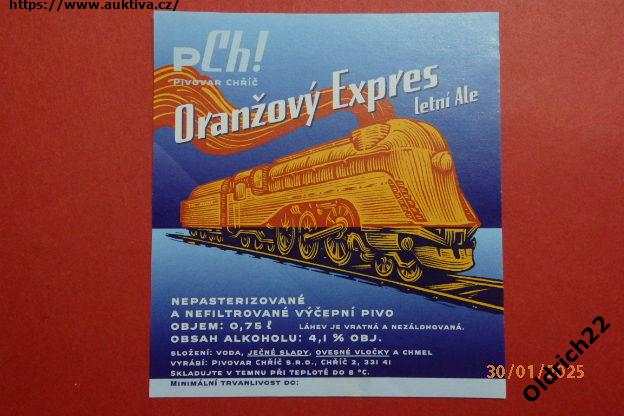 https://www.auktiva.cz/
PCh!
PIVOVAR CHŘÍČ
Oranžový Expres
letní Ale
NEPASTERIZOVANÉ
A NEFILTROVANÉ VÝČEPNÍ PIVO
OBJEM: 0,75 ℓ LÁHEV JE VRATNÁ A NEZÁLOHOVANÁ.
OBSAH ALKOHOLU: 4,1 % OBJ.
SLOŽENÍ: VODA, JEČNÉ SLADY, OVESNÉ VLOČKY A CHMEL
VYRÁBÍ: PIVOVAR CHŘÍČ S.R.O., CHŘÍČ 2, 331 41
SKLADUJTE V TEMNU PŘI TEPLOTĚ DO 8 °C.
MINIMÁLNÍ TRVANLIVOST DO:
30/01/2025
Oldrich22